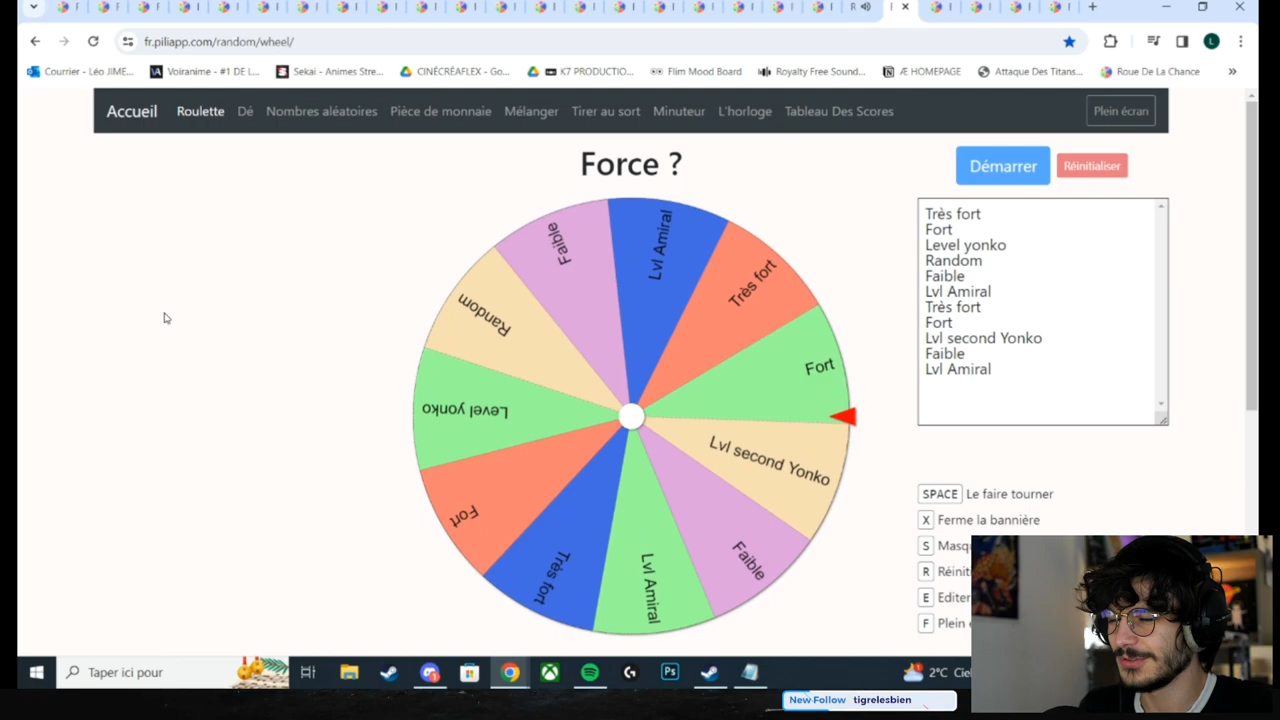 fr.piliapp.com/random/wheel/
Courrier - Léo JIME...
Voiranime - #1 DE L...
Sekai - Animes Stre...
CINÉCRÉAFLEX - Go...
K7 PRODUCTIO...
Flim Mood Board
Royalty Free Sound...
Æ HOMEPAGE
Attaque Des Titans...
Roue De La Chance
Accueil Roulette Dé Nombres aléatoires Pièce de monnaie Mélanger Tirer au sort Minuteur L'horloge Tableau Des Scores Plein écran
Force ?
Démarrer
Réinitialiser
Lvl Amiral
Très fort
Fort
Lvl second Yonko
Faible
Lvl Amiral
Très fort
Fort
Level yonko
Random
Faible
Très fort
Fort
Level yonko
Random
Faible
Lvl Amiral
Très fort
Fort
Lvl second Yonko
Faible
Lvl Amiral
SPACE Le faire tourner
X Ferme la bannière
S Masq
R Réinit
E Editer
F Plein
Taper ici pour
Ps
2°C Ciel
New Follow tigrelesbien